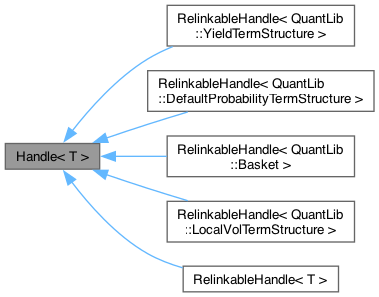 RelinkableHandle< QuantLib
::YieldTermStructure >
RelinkableHandle< QuantLib
::DefaultProbabilityTermStructure >
Handle< T >
RelinkableHandle< QuantLib
::Basket >
RelinkableHandle< QuantLib
::LocalVolTermStructure >
RelinkableHandle< T >